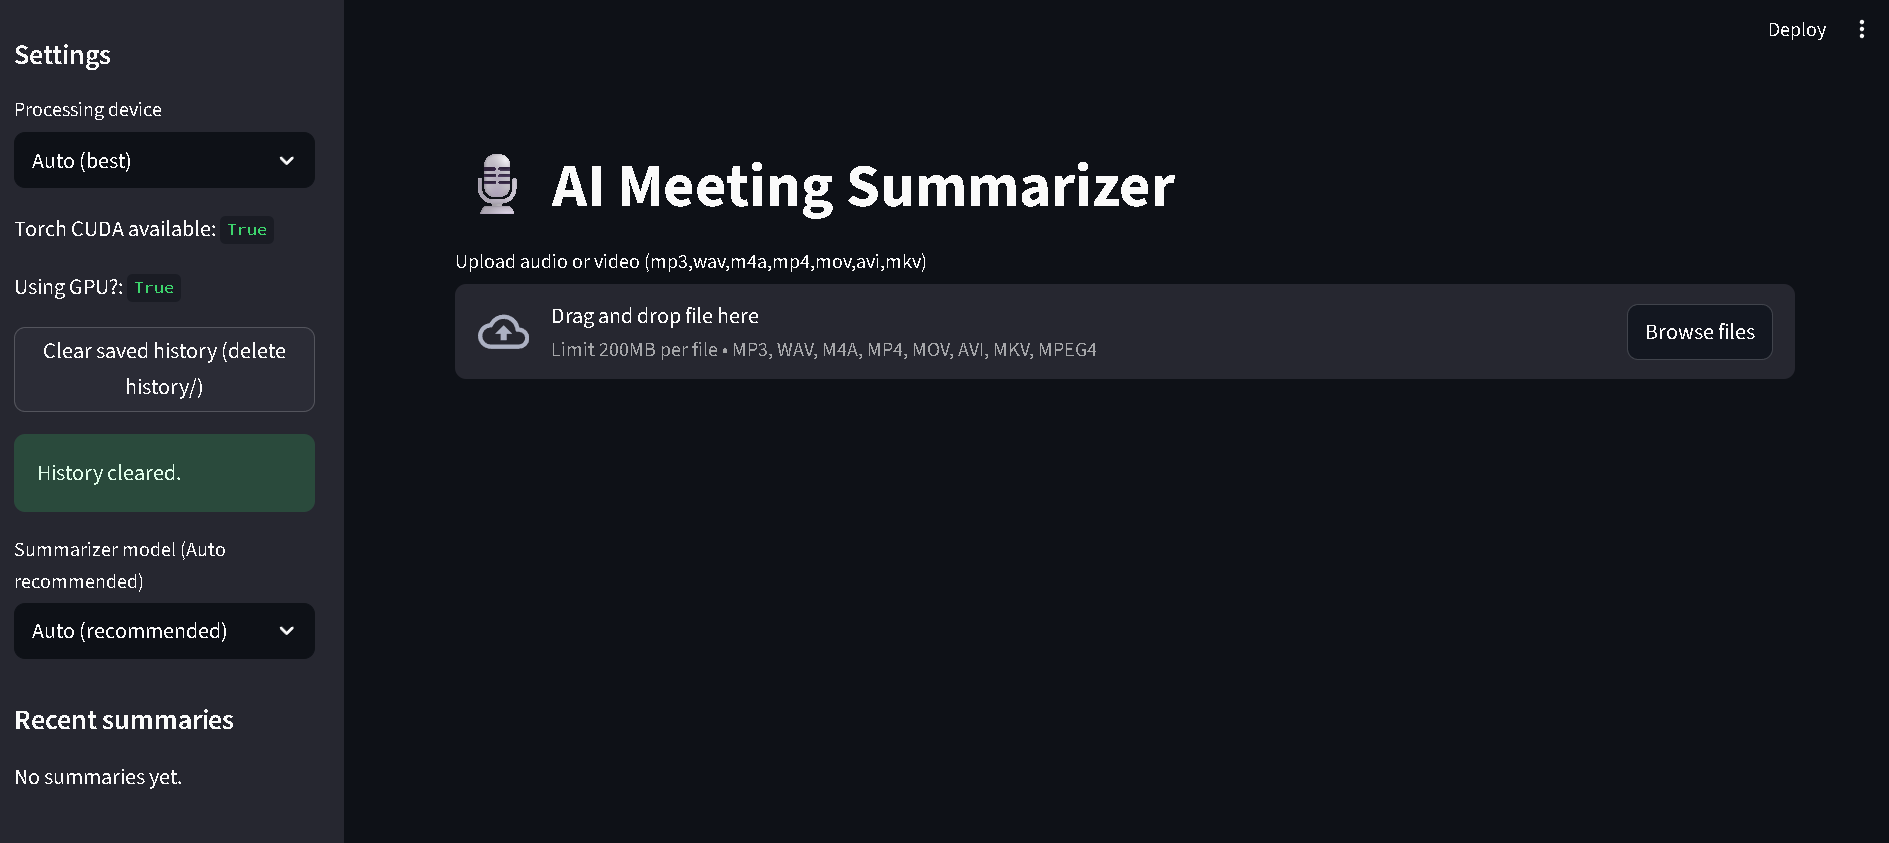 Settings
Processing device
Auto (best)
Torch CUDA available: True
Using GPU?: True
Clear saved history (delete
history/)
History cleared.
Summarizer model (Auto
recommended)
Auto (recommended)
Recent summaries
No summaries yet.
Deploy
AI Meeting Summarizer
Upload audio or video (mp3,wav,m4a,mp4,mov,avi,mkv)
Drag and drop file here
Limit 200MB per file • MP3, WAV, M4A, MP4, MOV, AVI, MKV, MPEG4
Browse files